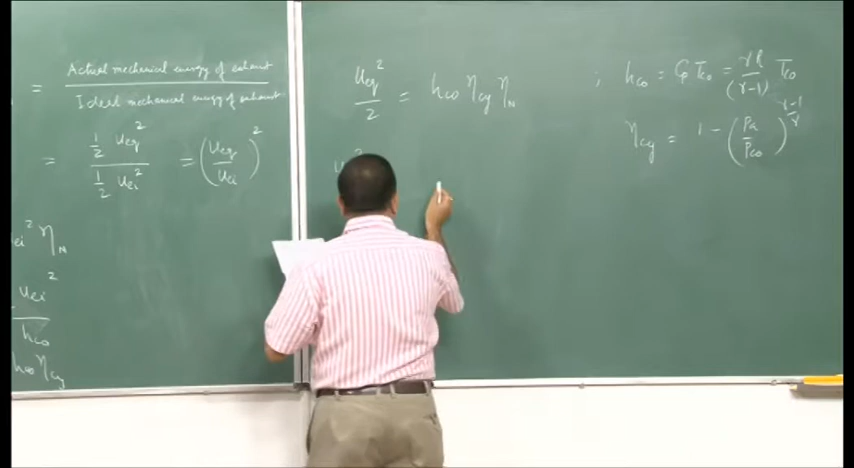 = Actual mechanical energy of exhaust / Ideal mechanical energy of exhaust
= ½ u_eq² / ½ u_ei² = (u_eq / u_ei)²
ei² η_N
u_ei²
h_co
h_co η_cy
u_eq² / 2 = h_co η_cy η_N
u
; h_co = C_p T_co = γR / (γ-1) T_co
η_cy = 1 - (P_a / P_co)^(γ-1/γ)